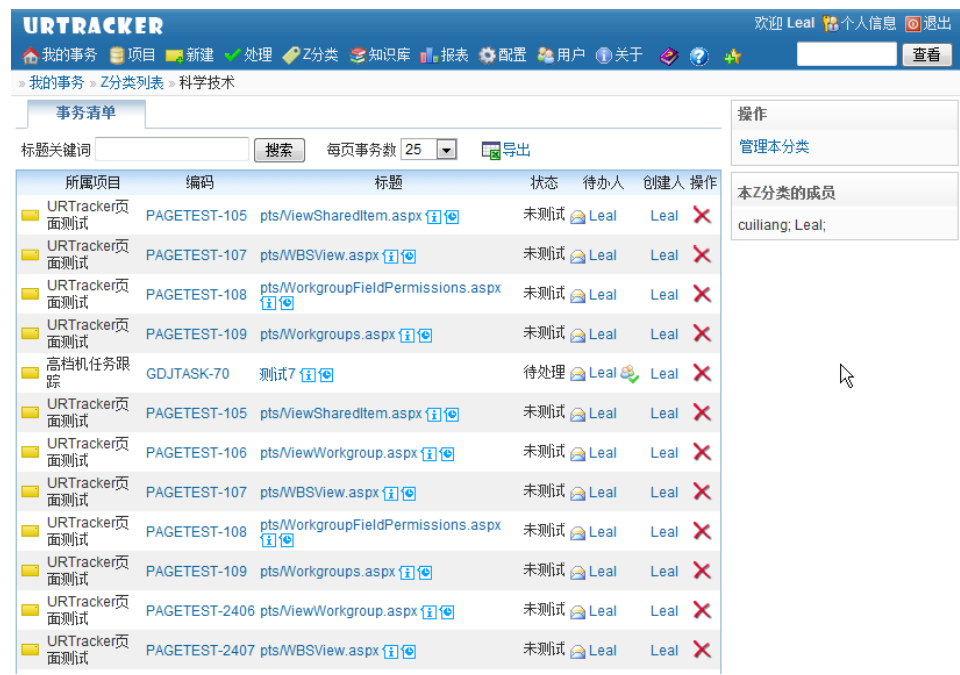 URTRACKER
欢迎 Leal 个人信息 退出
我的事务 项目 新建 处理 Z分类 知识库 报表 配置 用户 关于 查看
» 我的事务 » Z分类列表 » 科学技术
事务清单
标题关键词 搜索 每页事务数 25 导出
所属项目 编码 标题 状态 待办人 创建人 操作
URTracker页
面测试
PAGETEST-105 pts/ViewSharedItem.aspx 未测试 Leal Leal
URTracker页
面测试
PAGETEST-107 pts/WBSView.aspx 未测试 Leal Leal
URTracker页
面测试
PAGETEST-108 pts/WorkgroupFieldPermissions.aspx 未测试 Leal Leal
URTracker页
面测试
PAGETEST-109 pts/Workgroups.aspx 未测试 Leal Leal
高档机任务跟
踪
GDJTASK-70 测试7 待处理 Leal Leal
URTracker页
面测试
PAGETEST-105 pts/ViewSharedItem.aspx 未测试 Leal Leal
URTracker页
面测试
PAGETEST-106 pts/ViewWorkgroup.aspx 未测试 Leal Leal
URTracker页
面测试
PAGETEST-107 pts/WBSView.aspx 未测试 Leal Leal
URTracker页
面测试
PAGETEST-108 pts/WorkgroupFieldPermissions.aspx 未测试 Leal Leal
URTracker页
面测试
PAGETEST-109 pts/Workgroups.aspx 未测试 Leal Leal
URTracker页
面测试
PAGETEST-2406 pts/ViewWorkgroup.aspx 未测试 Leal Leal
URTracker页
面测试
PAGETEST-2407 pts/WBSView.aspx 未测试 Leal Leal
操作
管理本分类
本Z分类的成员
cuiliang; Leal;